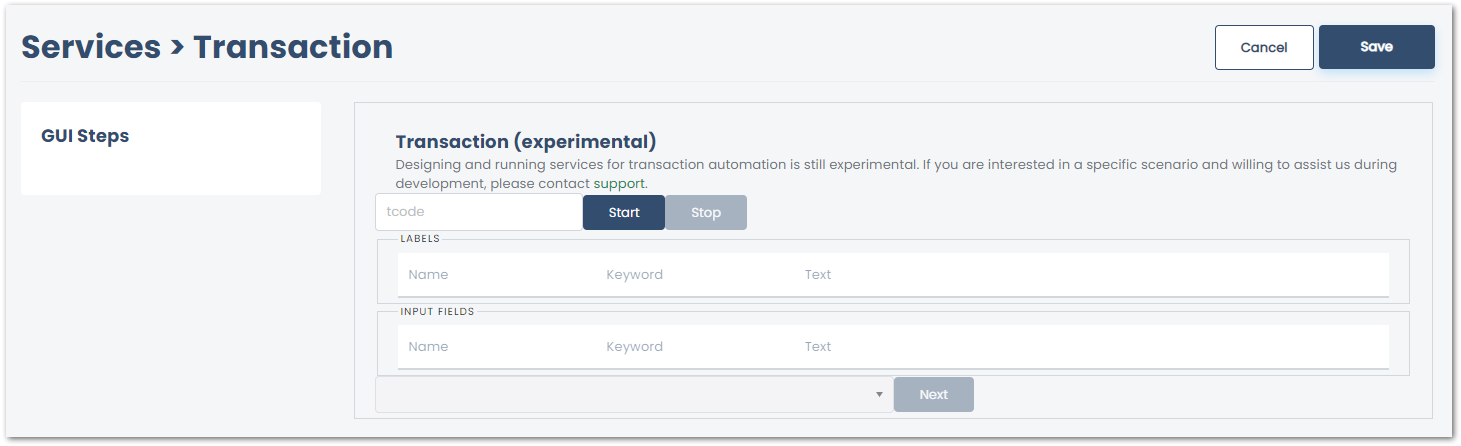 Services > Transaction
Cancel
Save
GUI Steps
Transaction (experimental)
Designing and running services for transaction automation is still experimental. If you are interested in a specific scenario and willing to assist us during
development, please contact support.
tcode
Start
Stop
LABELS
Name Keyword Text
INPUT FIELDS
Name Keyword Text
Next